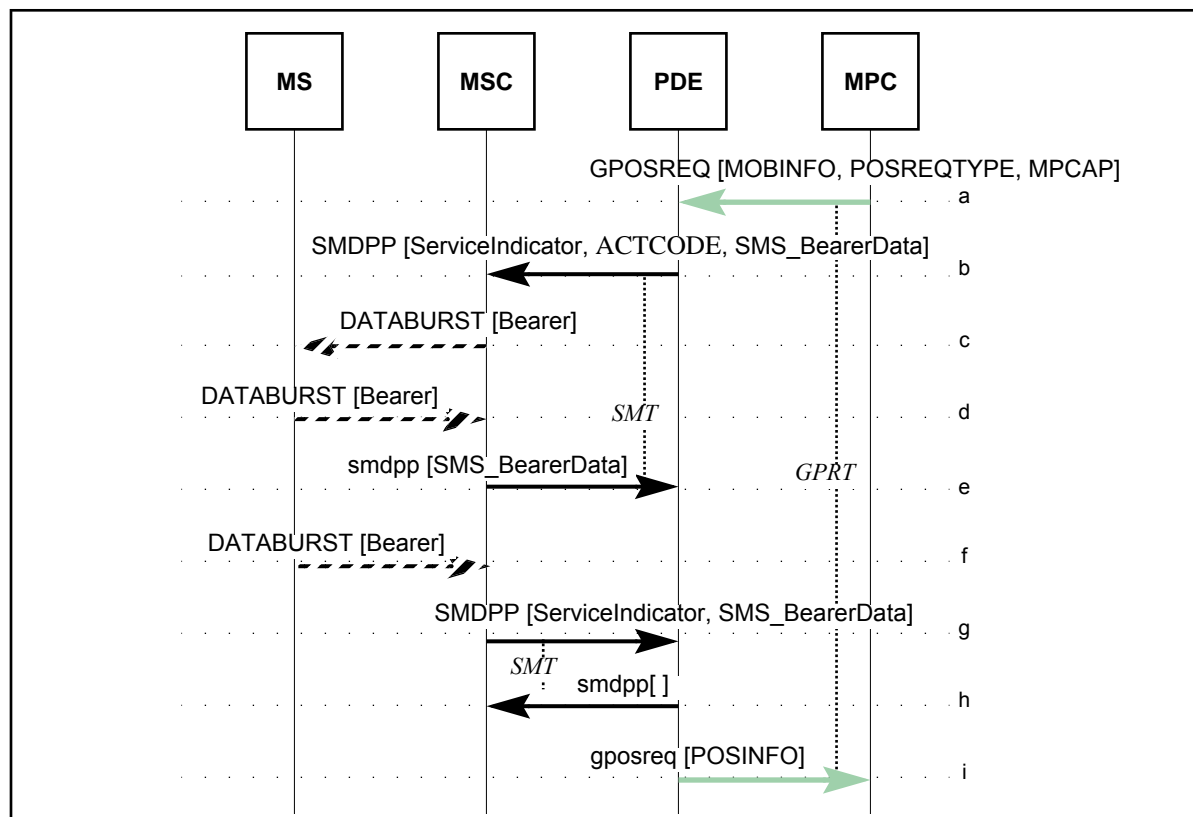 MS MSC PDE MPC
GPOSREQ [MOBINFO, POSREQTYPE, MPCAP]
a
SMDPP [ServiceIndicator, ACTCODE, SMS_BearerData]
b
DATABURST [Bearer]
c
DATABURST [Bearer]
SMT
d
smdpp [SMS_BearerData]
GPRT
e
DATABURST [Bearer]
f
SMDPP [ServiceIndicator, SMS_BearerData]
g
SMT
smdpp[ ]
h
gposreq [POSINFO]
i